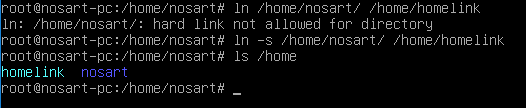 root@nosart-pc:/home/nosart# ln /home/nosart/ /home/homelink
ln: /home/nosart/: hard link not allowed for directory
root@nosart-pc:/home/nosart# ln -s /home/nosart/ /home/homelink
root@nosart-pc:/home/nosart# ls /home
homelink nosart
root@nosart-pc:/home/nosart# _